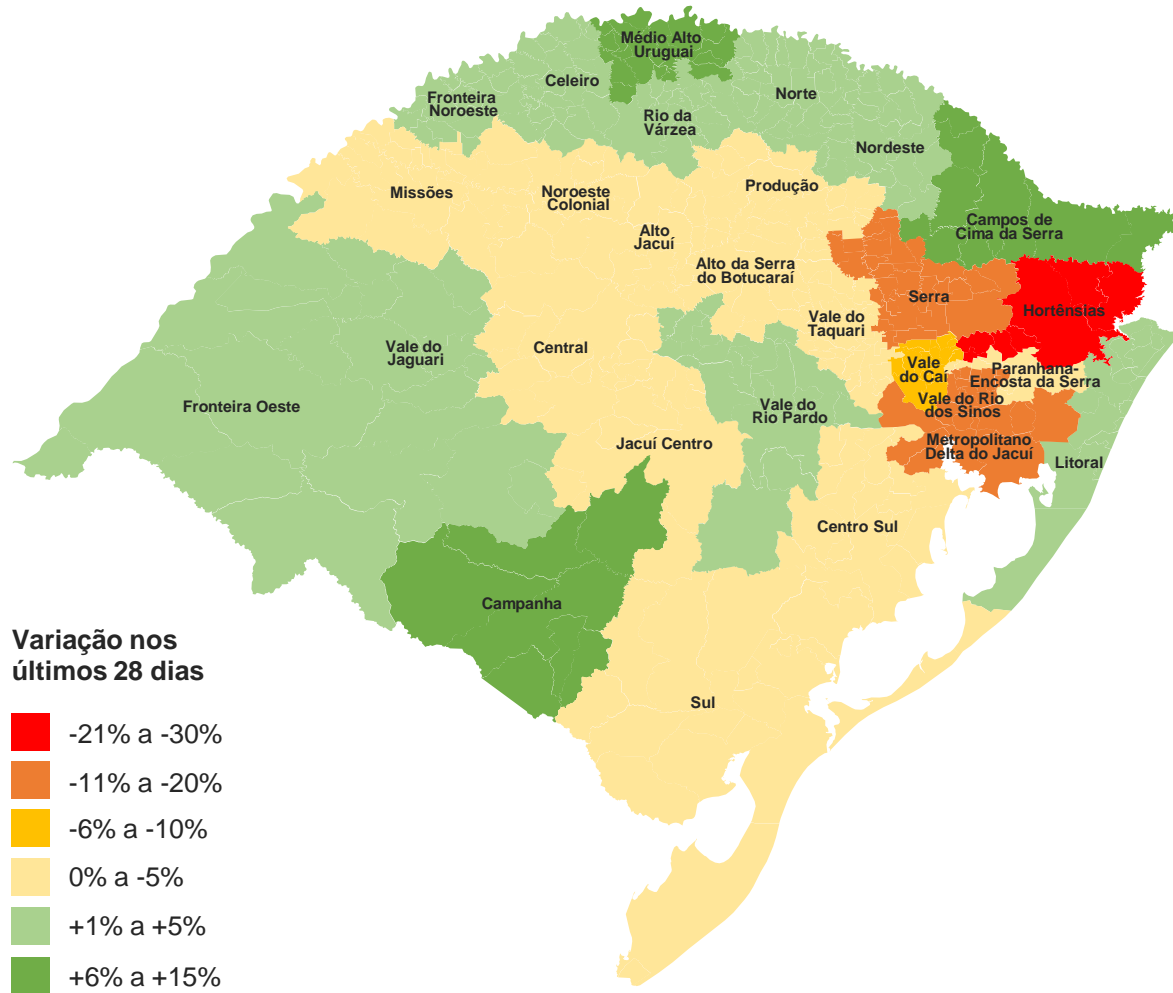 Médio Alto
Uruguai
Celeiro
Norte
Fronteira
Noroeste
Rio da
Várzea
Nordeste
Missões
Noroeste
Colonial
Produção
Alto
Jacuí
Campos de
Cima da Serra
Alto da Serra
do Botucaraí
Serra
Hortênsias
Vale do
Taquari
Vale do
Jaguari
Central
Vale
do Caí
Paranhana-
Encosta da Serra
Fronteira Oeste
Vale do
Rio Pardo
Vale do Rio
dos Sinos
Jacuí Centro
Metropolitano
Delta do Jacuí
Litoral
Centro Sul
Campanha
Sul
Variação nos
últimos 28 dias
-21% a -30%
-11% a -20%
-6% a -10%
0% a -5%
+1% a +5%
+6% a +15%